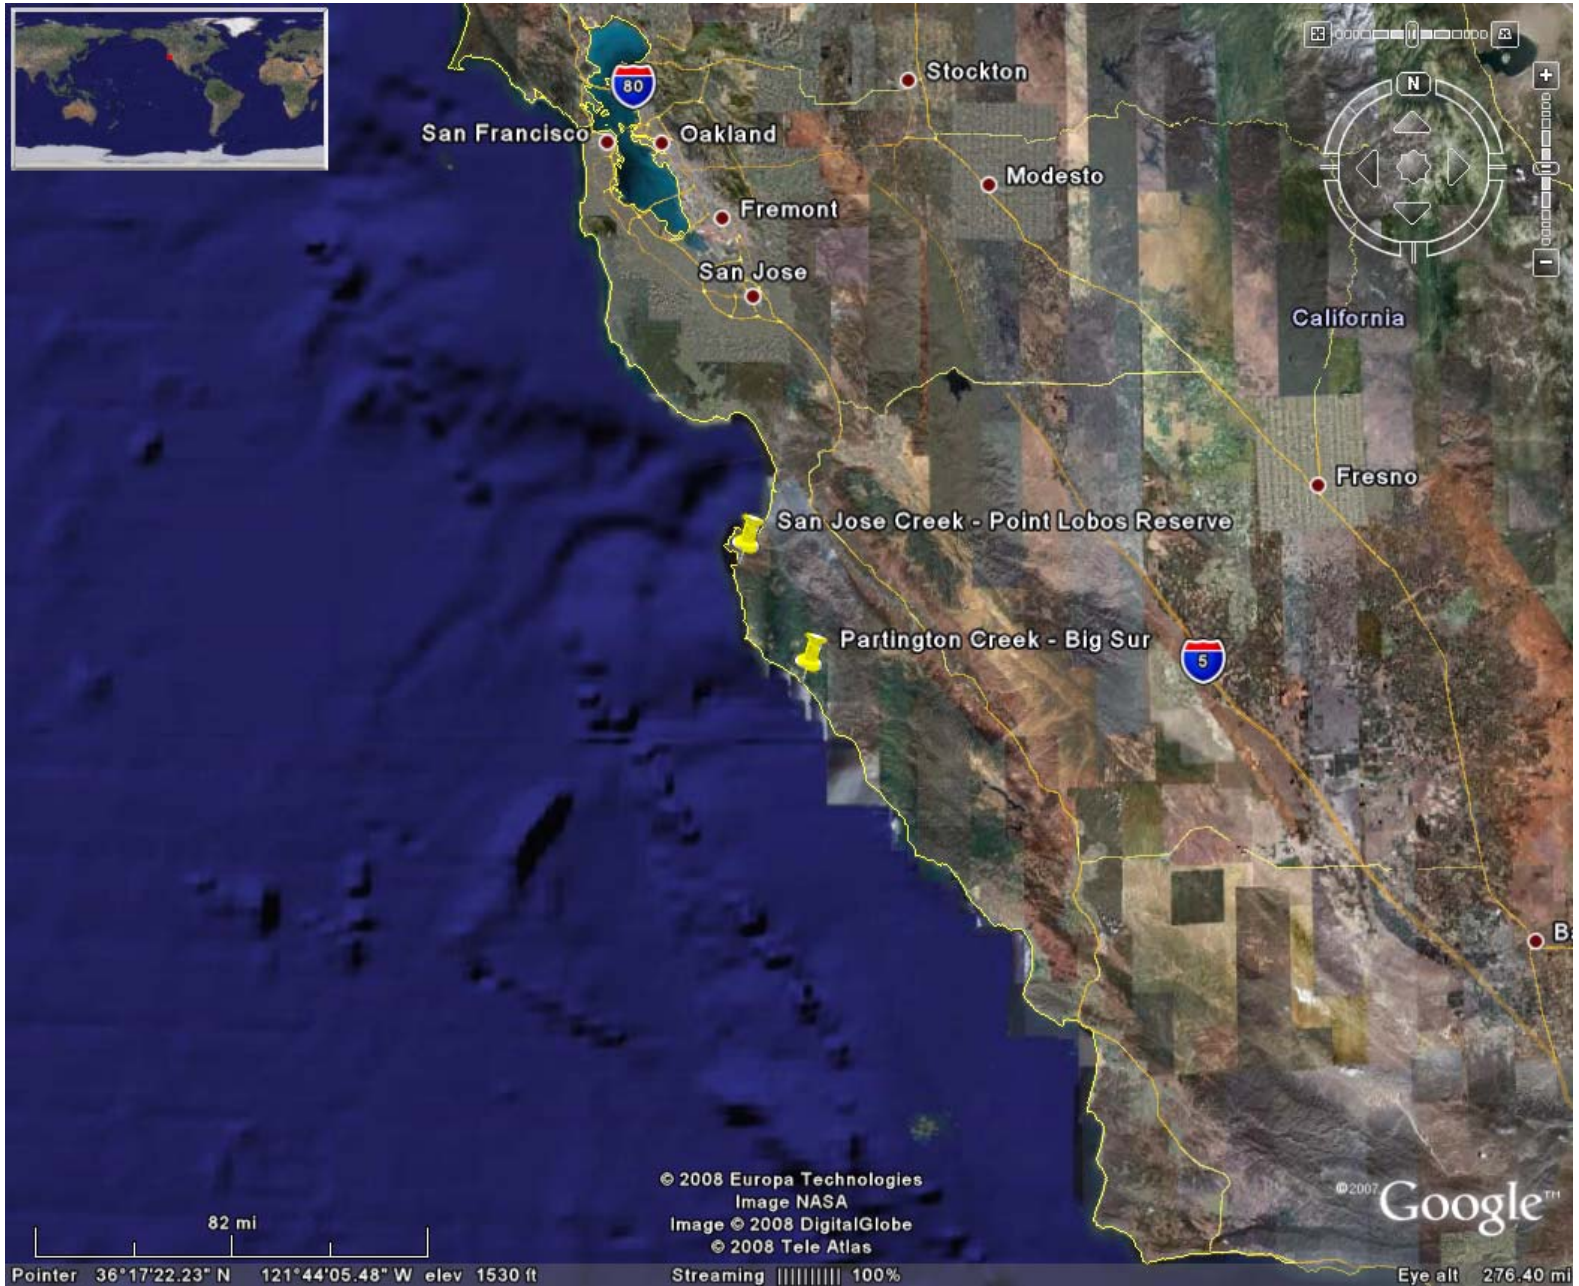 Stockton
80
San Francisco
Oakland
N
Modesto
Fremont
San Jose
California
Fresno
San Jose Creek - Point Lobos Reserve
Partington Creek - Big Sur
5
Ba
© 2008 Europa Technologies
Image NASA
Image © 2008 DigitalGlobe
© 2008 Tele Atlas
©2007 Google™
82 mi
Pointer 36°17'22.23" N 121°44'05.48" W elev 1530 ft Streaming |||||||||| 100% Eye alt 276.40 mi